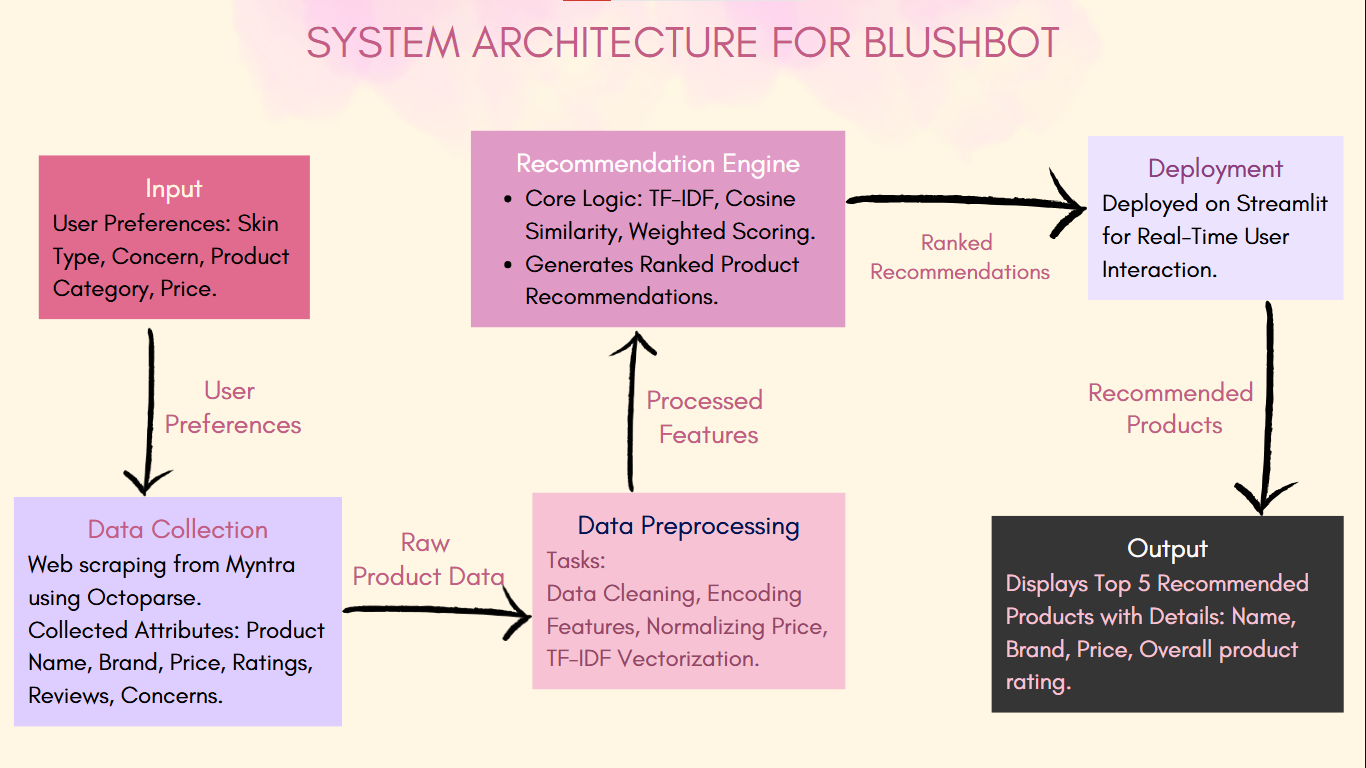 SYSTEM ARCHITECTURE FOR BLUSHBOT
Input
User Preferences: Skin
Type, Concern, Product
Category, Price.
User
Preferences
Data Collection
Web scraping from Myntra
using Octoparse.
Collected Attributes: Product
Name, Brand, Price, Ratings,
Reviews, Concerns.
Raw
Product Data
Data Preprocessing
Tasks:
Data Cleaning, Encoding
Features, Normalizing Price,
TF-IDF Vectorization.
Processed
Features
Recommendation Engine
• Core Logic: TF-IDF, Cosine
Similarity, Weighted Scoring.
• Generates Ranked Product
Recommendations.
Ranked
Recommendations
Deployment
Deployed on Streamlit
for Real-Time User
Interaction.
Recommended
Products
Output
Displays Top 5 Recommended
Products with Details: Name,
Brand, Price, Overall product
rating.